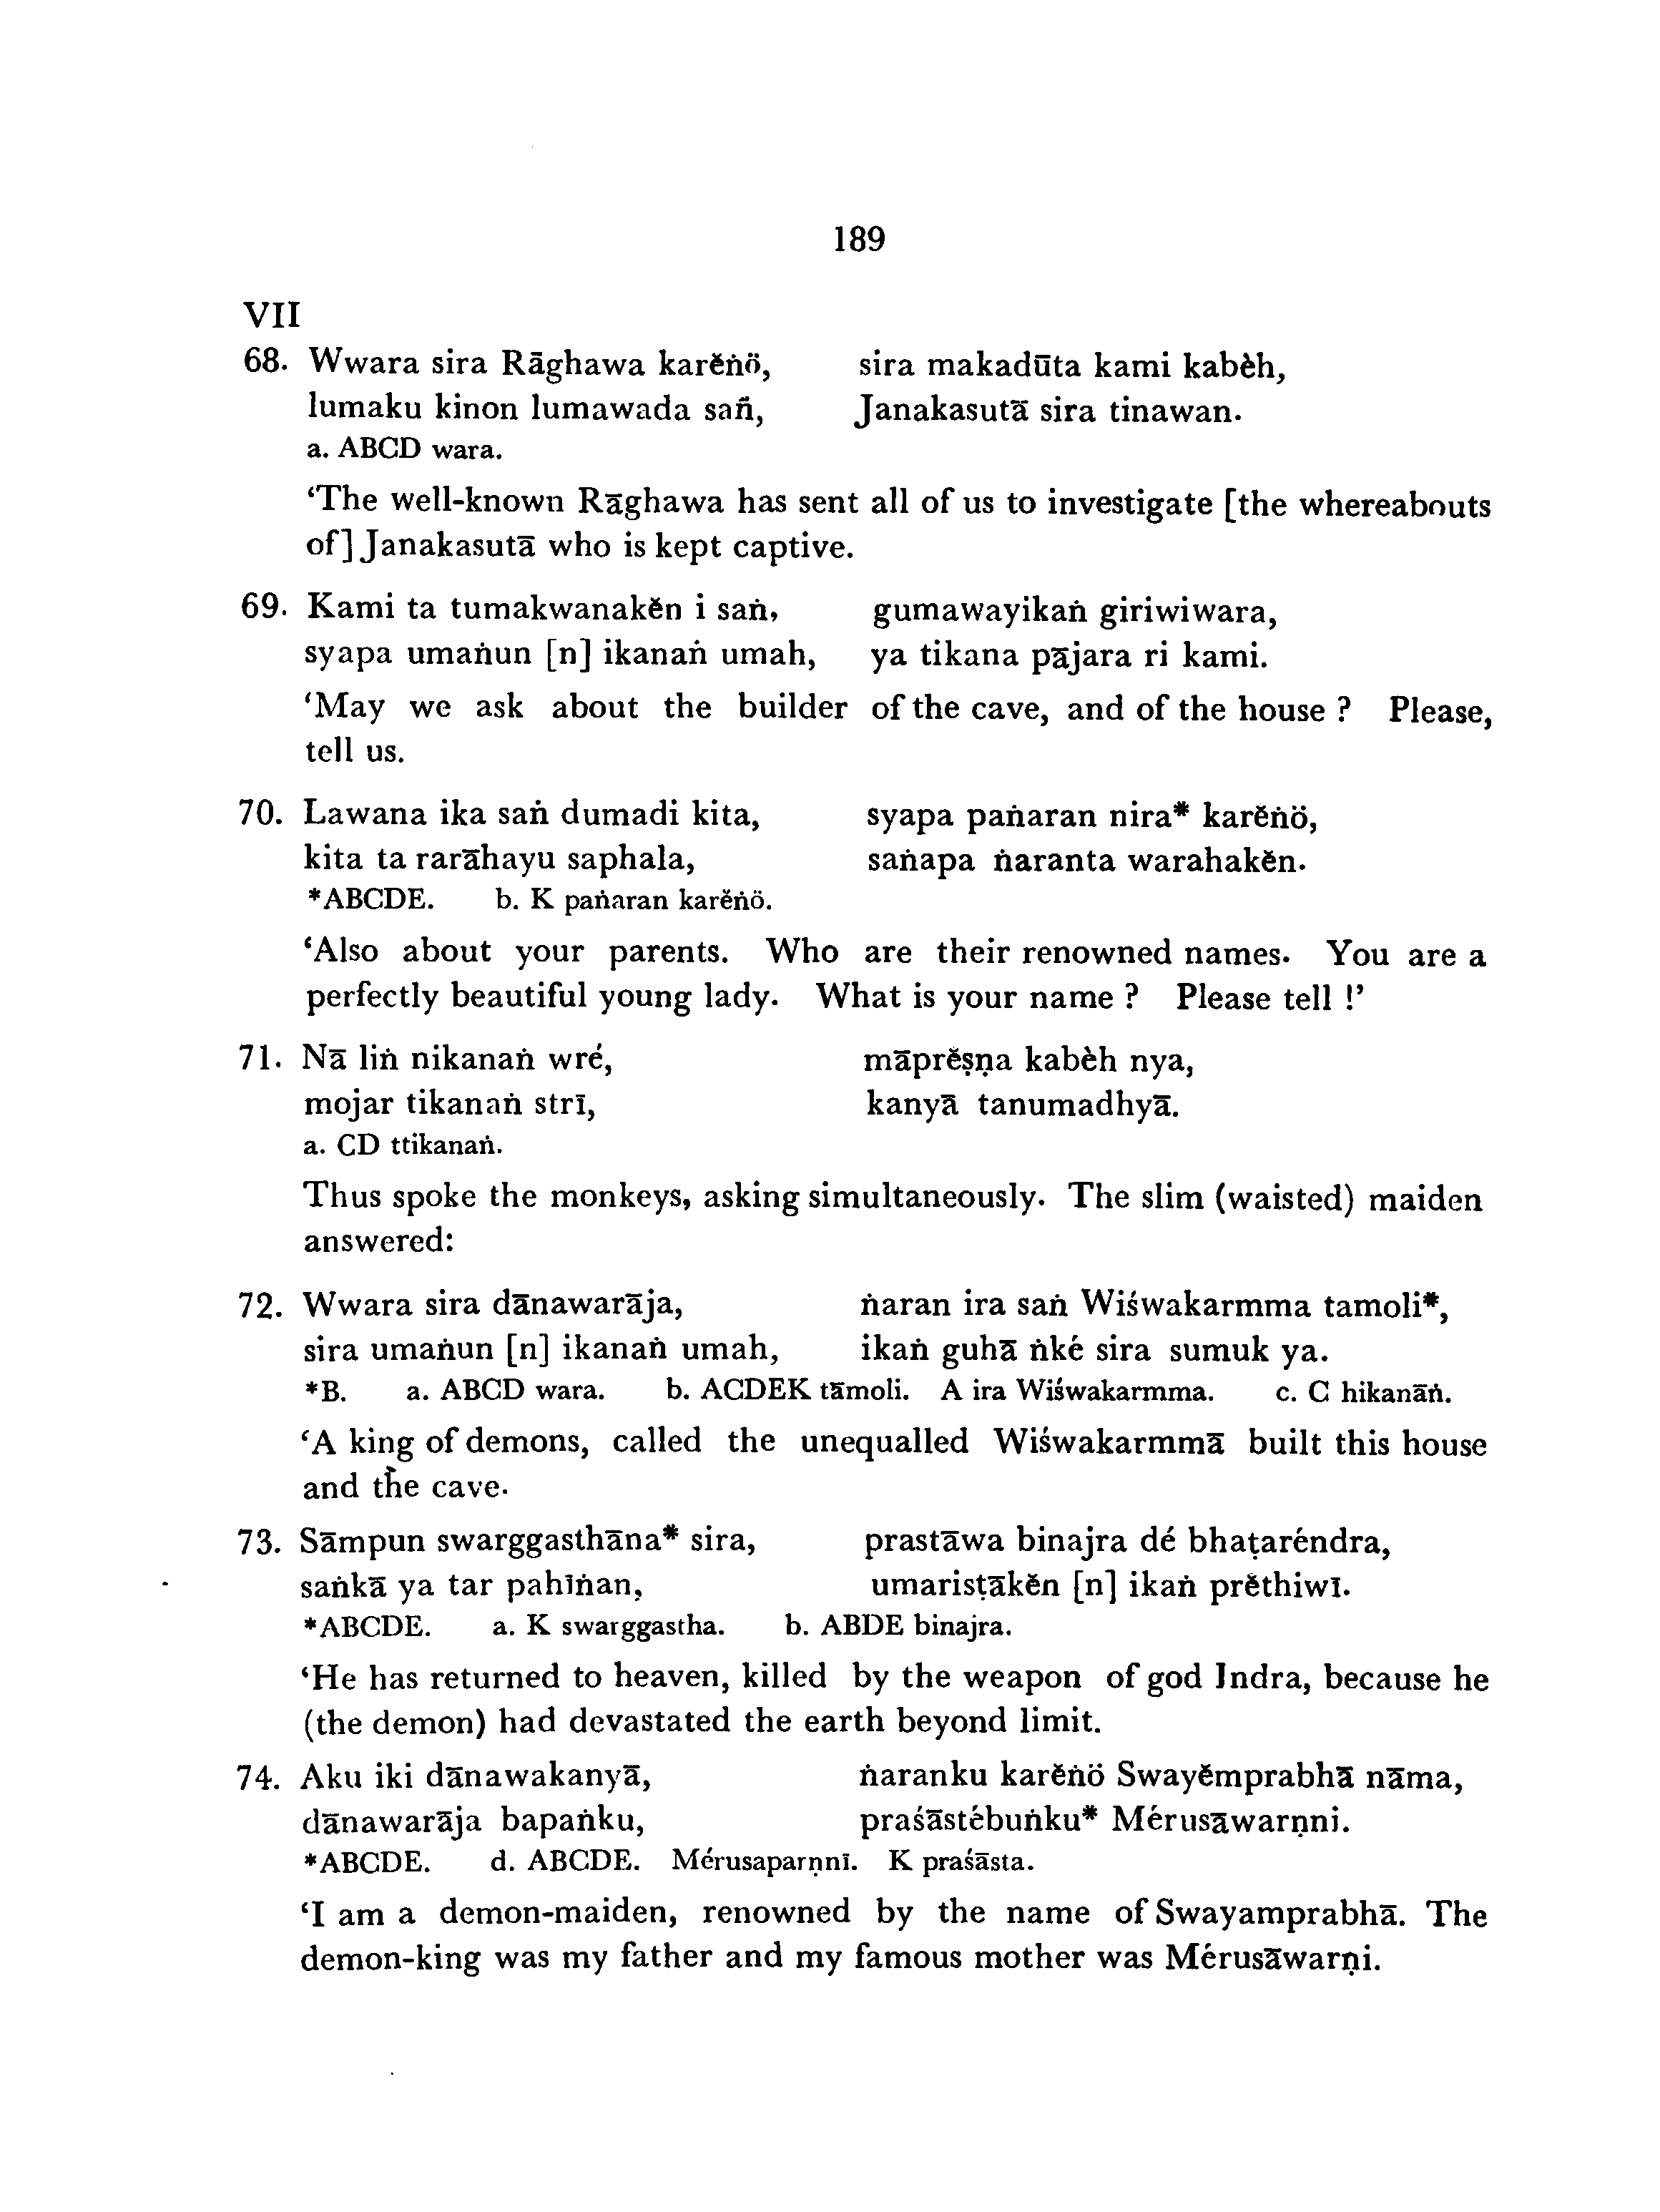 189
VII
68. Wwara sira Rāghawa karĕṅö, sira makadūta kami kabèh,
lumaku kinon lumawada sañ, Janakasutā sira tinawan.
a. ABCD wara.
‘The well-known Rāghawa has sent all of us to investigate [the whereabouts
of] Janakasutā who is kept captive.
69. Kami ta tumakwanakĕn i saṅ, gumawayikaṅ giriwiwara,
syapa umaṅun [n] ikanaṅ umah, ya tikana pājara ri kami.
‘May we ask about the builder of the cave, and of the house ? Please,
tell us.
70. Lawana ika saṅ dumadi kita, syapa paṅaran nira* karĕṅö,
kita ta rarāhayu saphala, saṅapa ṅaranta warahakĕn.
*ABCDE. b. K paṅaran karĕṅö.
‘Also about your parents. Who are their renowned names. You are a
perfectly beautiful young lady. What is your name ? Please tell !’
71. Nā liṅ nikanaṅ wré, māprĕṣṇa kabèh nya,
mojar tikanaṅ strī, kanyā tanumadhyā.
a. CD ttikanaṅ.
Thus spoke the monkeys, asking simultaneously. The slim (waisted) maiden
answered:
72. Wwara sira dānawarāja, ṅaran ira saṅ Wiśwakarmma tamoli*,
sira umaṅun [n] ikanaṅ umah, ikaṅ guhā ṅké sira sumuk ya.
*B. a. ABCD wara. b. ACDEK tāmoli. A ira Wiśwakarmma. c. C hikanāṅ.
‘A king of demons, called the unequalled Wiśwakarmmā built this house
and the cave.
73. Sāmpun swarggasthāna* sira, prastāwa binajra dé bhaṭaréndra,
saṅkā ya tar pahīṅan, umariṣṭākĕn [n] ikaṅ prĕthiwī.
*ABCDE. a. K swarggastha. b. ABDE binajra.
‘He has returned to heaven, killed by the weapon of god Indra, because he
(the demon) had devastated the earth beyond limit.
74. Aku iki dānawakanyā, ṅaranku karĕṅö Swayĕmprabhā nāma,
dānawarāja bapaṅku, praśāstébuṅku* Mérusāwarṇni.
*ABCDE. d. ABCDE. Mérusaparṇnī. K praśāsta.
‘I am a demon-maiden, renowned by the name of Swayamprabhā. The
demon-king was my father and my famous mother was Mérusāwarṇi.